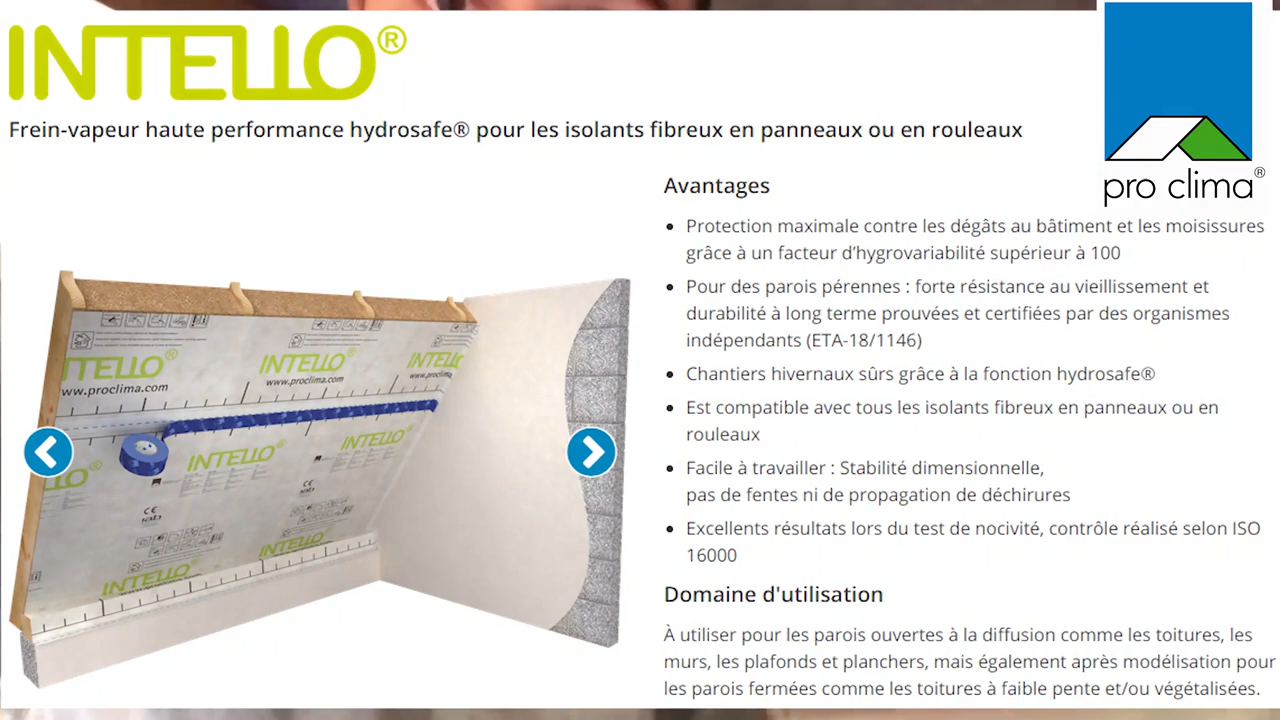 INTELLO®
Frein-vapeur haute performance hydrosafe® pour les isolants fibreux en panneaux ou en rouleaux
pro clima®
Avantages
Protection maximale contre les dégâts au bâtiment et les moisissures
grâce à un facteur d’hygrovariabilité supérieur à 100
Pour des parois pérennes : forte résistance au vieillissement et
durabilité à long terme prouvées et certifiées par des organismes
indépendants (ETA-18/1146)
Chantiers hivernaux sûrs grâce à la fonction hydrosafe®
Est compatible avec tous les isolants fibreux en panneaux ou en
rouleaux
Facile à travailler : Stabilité dimensionnelle,
pas de fentes ni de propagation de déchirures
Excellents résultats lors du test de nocivité, contrôle réalisé selon ISO
16000
Domaine d'utilisation
À utiliser pour les parois ouvertes à la diffusion comme les toitures, les
murs, les plafonds et planchers, mais également après modélisation pour
les parois fermées comme les toitures à faible pente et/ou végétalisées.
INTELLO®
www.proclima.com
INTELLO®
www.proclima.com
INTELLO
www.proclima.com
INTELLO®
INTELLO®
CE
CE
INTELLO®
INTELLO®